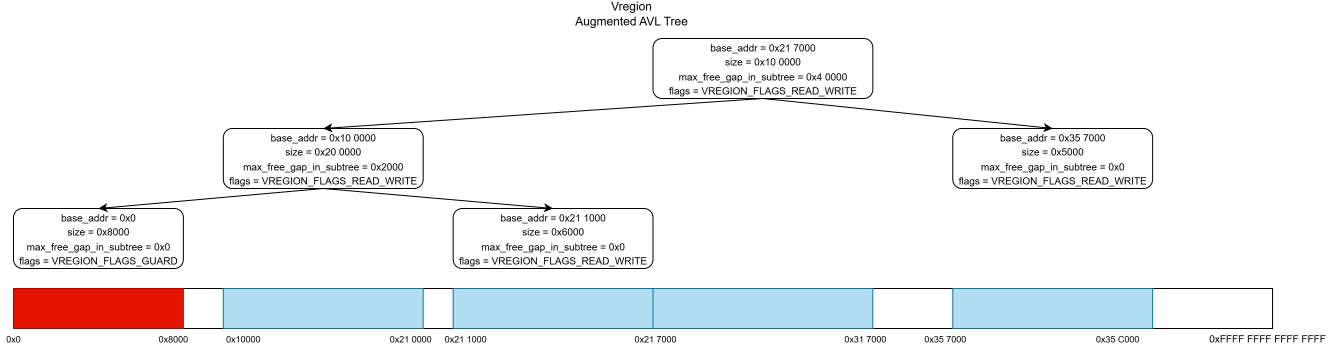 Vregion
Augmented AVL Tree
base_addr = 0x21 7000
size = 0x10 0000
max_free_gap_in_subtree = 0x4 0000
flags = VREGION_FLAGS_READ_WRITE
base_addr = 0x10 0000
size = 0x20 0000
max_free_gap_in_subtree = 0x2000
flags = VREGION_FLAGS_READ_WRITE
base_addr = 0x35 7000
size = 0x5000
max_free_gap_in_subtree = 0x0
flags = VREGION_FLAGS_READ_WRITE
base_addr = 0x0
size = 0x8000
max_free_gap_in_subtree = 0x0
flags = VREGION_FLAGS_GUARD
base_addr = 0x21 1000
size = 0x6000
max_free_gap_in_subtree = 0x0
flags = VREGION_FLAGS_READ_WRITE
0x0 0x8000 0x10000 0x21 0000 0x21 1000 0x21 7000 0x31 7000 0x35 7000 0x35 C000 0xFFFF FFFF FFFF FFFF